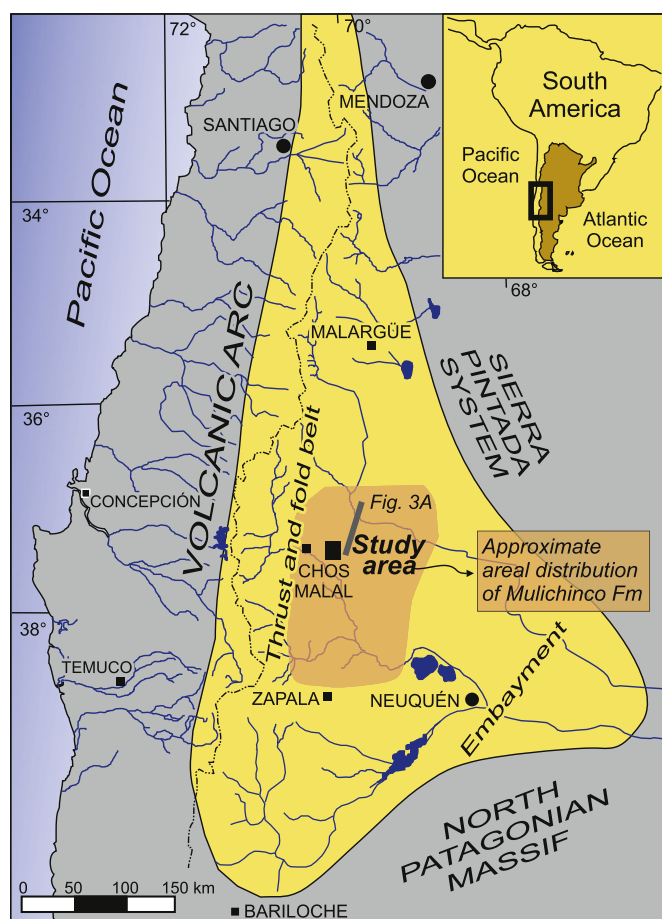 72°
70°
MENDOZA
SANTIAGO
South
America
Pacific
Ocean
Atlantic
Ocean
34°
68°
Pacific Ocean
VOLCANIC ARC
MALARGÜE
SIERRA
PINTADA
SYSTEM
36°
Thrust and fold belt
CONCEPCIÓN
Fig. 3A
Study
area
CHOS
MALAL
Approximate
areal distribution
of Mulichinco Fm
38°
TEMUCO
ZAPALA
NEUQUÉN
Embayment
NORTH
PATAGONIAN
MASSIF
0 50 100 150 km
BARILOCHE